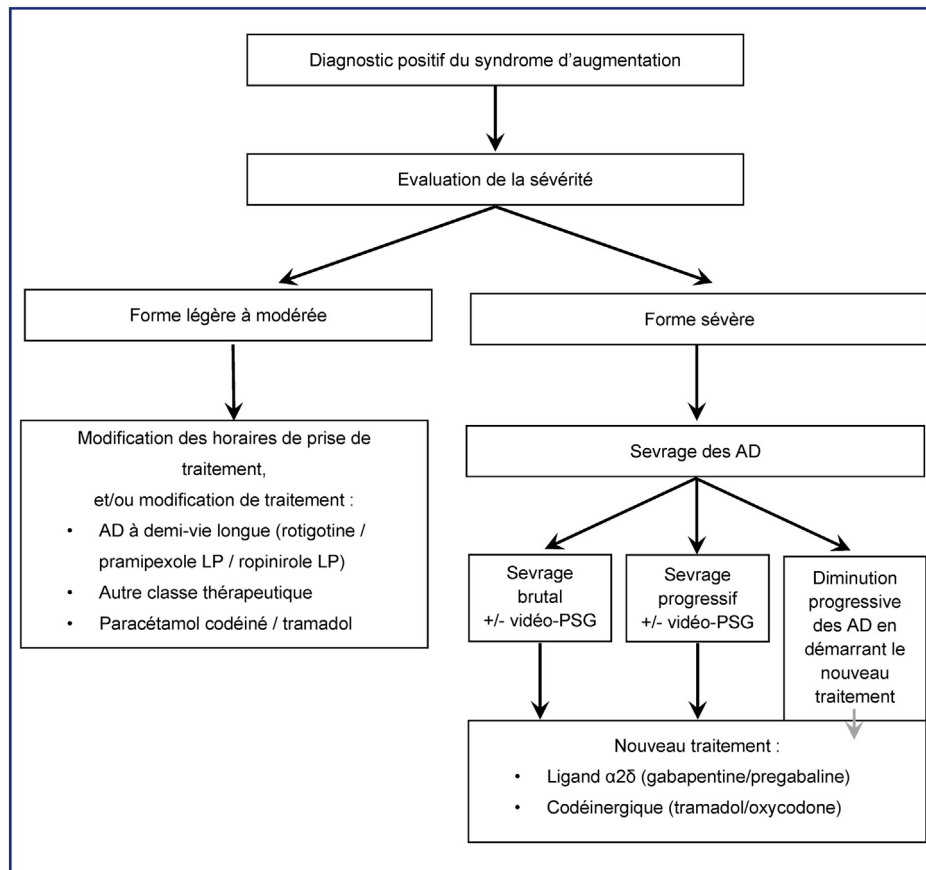 Diagnostic positif du syndrome d’augmentation
Evaluation de la sévérité
Forme légère à modérée
Forme sévère
Modification des horaires de prise de
traitement,
et/ou modification de traitement :
• AD à demi-vie longue (rotigotine /
pramipexole LP / ropinirole LP)
• Autre classe thérapeutique
• Paracétamol codéiné / tramadol
Sevrage des AD
Sevrage
brutal
+/- vidéo-PSG
Sevrage
progressif
+/- vidéo-PSG
Diminution
progressive
des AD en
démarrant le
nouveau
traitement
Nouveau traitement :
• Ligand α2δ (gabapentine/pregabaline)
• Codéinergique (tramadol/oxycodone)